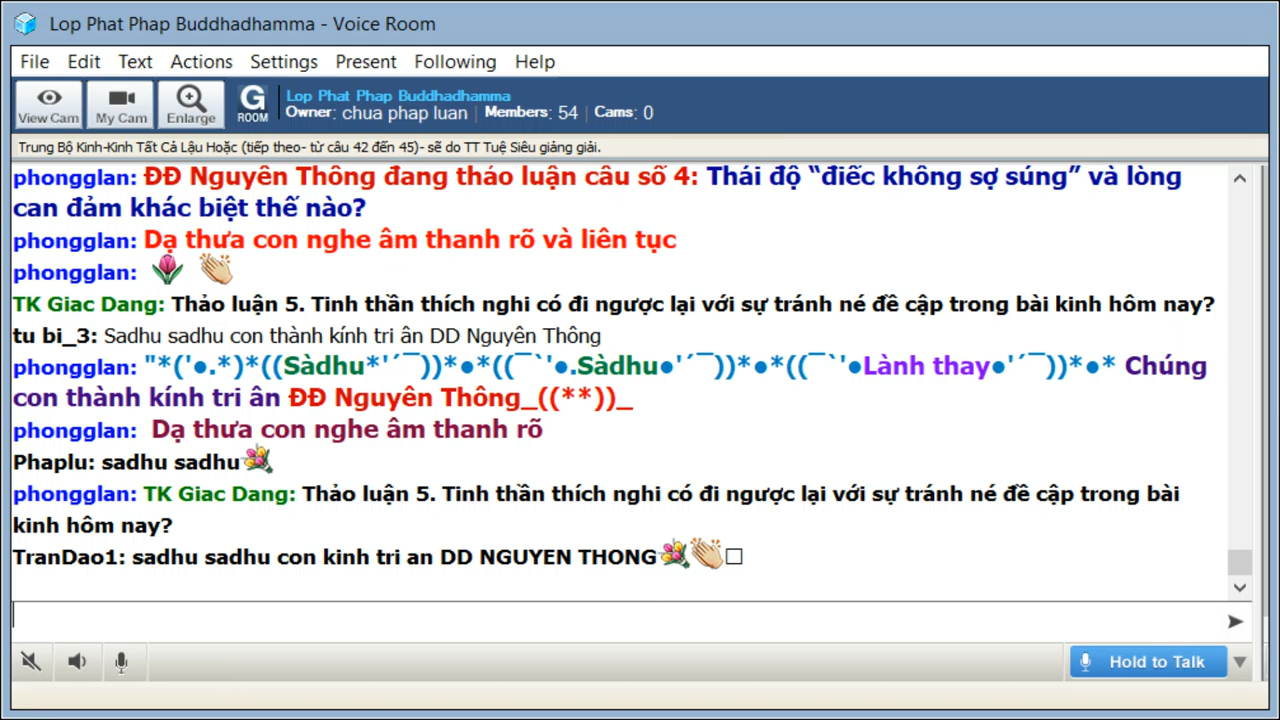 Lop Phat Phap Buddhadhamma - Voice Room
File Edit Text Actions Settings Present Following Help
View Cam My Cam Enlarge G ROOM Lop Phat Phap Buddhadhamma
Owner: chua phap luan | Members: 54 | Cams: 0
Trung Bộ Kinh-Kinh Tất Cả Lậu Hoặc (tiếp theo- từ câu 42 đến 45)- sẽ do TT Tuệ Siêu giảng giải.
phongglan: ĐĐ Nguyên Thông đang thảo luận câu số 4: Thái độ “điếc không sợ súng” và lòng
can đảm khác biệt thế nào?
phongglan: Dạ thưa con nghe âm thanh rõ và liên tục
phongglan:
TK Giac Dang: Thảo luận 5. Tinh thần thích nghi có đi ngược lại với sự tránh né đề cập trong bài kinh hôm nay?
tu bi_3: Sadhu sadhu con thành kính tri ân DD Nguyên Thông
phongglan: "*('●.*)*((Sàdhu*'´¯))*●*((¯`'●.Sàdhu●'´¯))*●*((¯`'●Lành thay●'´¯))*●* Chúng
con thành kính tri ân ĐĐ Nguyên Thông_((**))_
phongglan: Dạ thưa con nghe âm thanh rõ
Phaplu: sadhu sadhu
phongglan: TK Giac Dang: Thảo luận 5. Tinh thần thích nghi có đi ngược lại với sự tránh né đề cập trong bài
kinh hôm nay?
TranDao1: sadhu sadhu con kinh tri an DD NGUYEN THONG
Hold to Talk